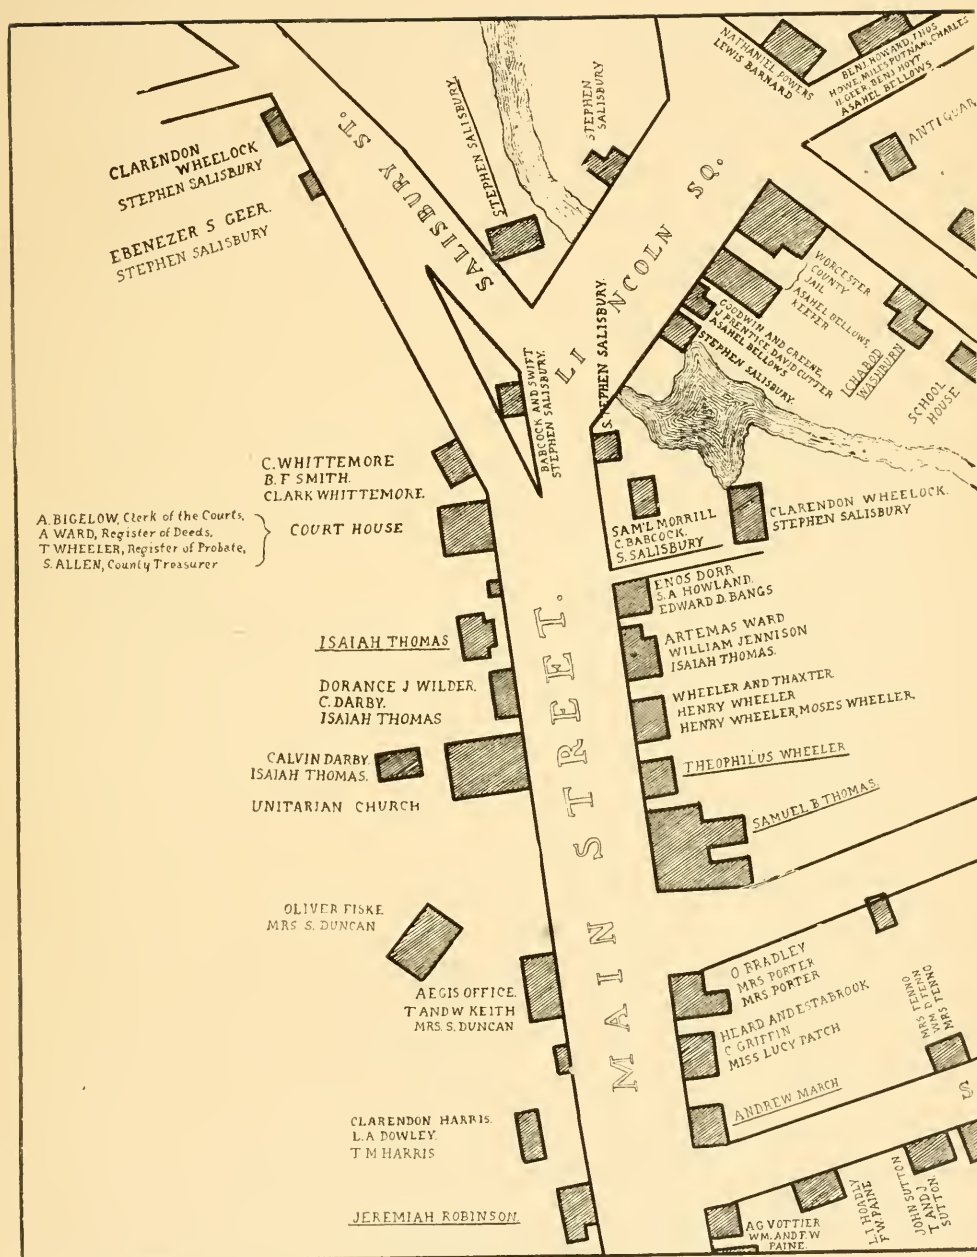 NATHANIEL POWERS
LEWIS BARNARD
BENJ. HOWARD, THOS
HOWE, MILES PUTNAM, CHARLES
H. GEER, BENJ HOYT
ASAHEL BELLOWS
ANTIQUAR
STEPHEN SALISBURY.
STEPHEN
SALISBURY
SALISBURY ST.
CLARENDON
WHEELOCK
STEPHEN SALISBURY
EBENEZER S GEER.
STEPHEN SALISBURY
LINCOLN SQ.
WORCESTER
COUNTY
JAIL
ASAHEL BELLOWS,
KEEPER
GOODWIN AND GREENE,
J PRENTICE DAVID CUTTER
ASAHEL BELLOWS
STEPHEN SALISBURY.
ICHABOD
WASHBURN
SCHOOL
HOUSE
STEPHEN SALISBURY.
BABCOCK AND SWIFT
STEPHEN SALISBURY.
C. WHITTEMORE
B. F SMITH.
CLARK WHITTEMORE.
A. BIGELOW, Clerk of the Courts,
A WARD, Register of Deeds,
T WHEELER, Register of Probate,
S. ALLEN, County Treasurer
COURT HOUSE
SAM'L MORRILL
C. BABCOCK.
S. SALISBURY
CLARENDON WHEELOCK.
STEPHEN SALISBURY
ENOS DORR
S. A HOWLAND.
EDWARD D. BANGS
ISAIAH THOMAS
ARTEMAS WARD
WILLIAM JENNISON
ISAIAH THOMAS.
DORANCE J WILDER.
C. DARBY.
ISAIAH THOMAS
WHEELER AND THAXTER
HENRY WHEELER
HENRY WHEELER, MOSES WHEELER.
CALVIN DARBY.
ISAIAH THOMAS.
UNITARIAN CHURCH
THEOPHILUS WHEELER
SAMUEL B THOMAS.
MAIN STREET.
OLIVER FISKE
MRS S. DUNCAN
AEGIS OFFICE.
T AND W KEITH
MRS. S. DUNCAN
O BRADLEY
MRS PORTER
MRS PORTER
HEARD AND ESTABROOK
C GRIFFIN
MISS LUCY PATCH
MRS FENNO
WM D FENNO
MRS FENNO
ANDREW MARCH
S
CLARENDON HARRIS.
L. A DOWLEY.
T M HARRIS
JEREMIAH ROBINSON.
A G VOTTIER
WM. AND F. W
PAINE.
L I HOADLY
F W PAINE.
JOHN SUTTON
T AND J
SUTTON